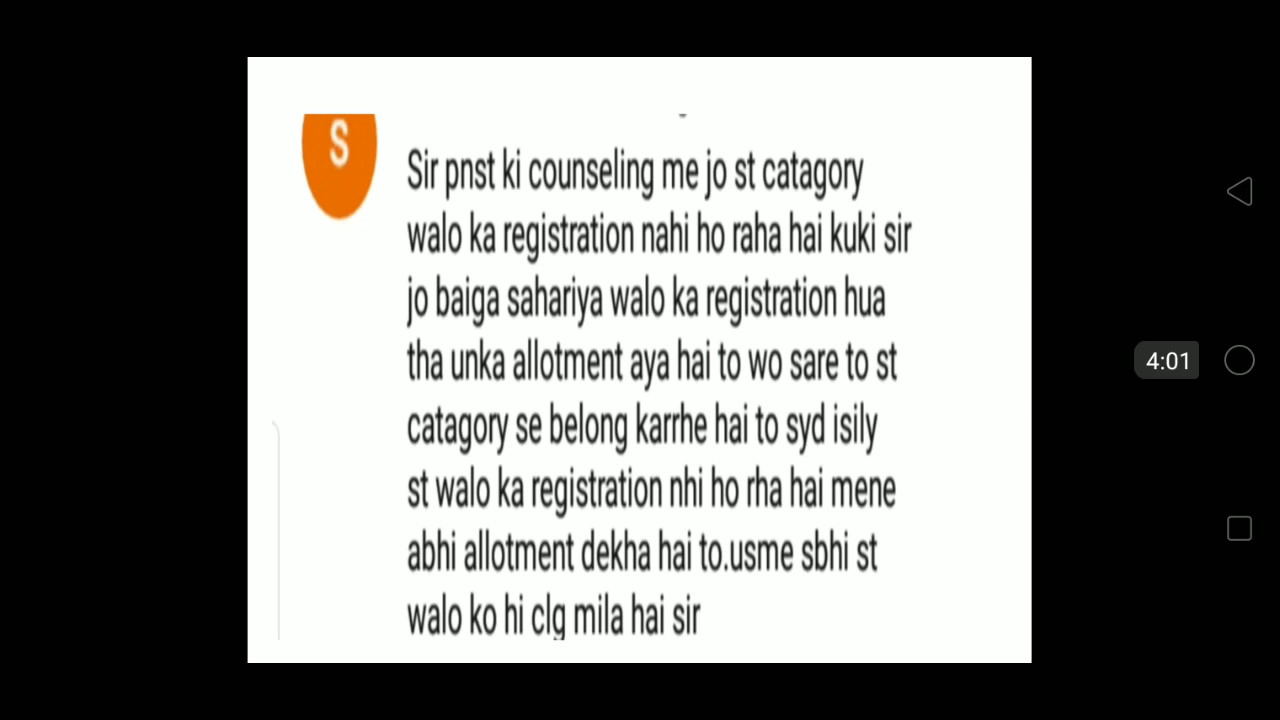 S
Sir pnst ki counseling me jo st catagory
walo ka registration nahi ho raha hai kuki sir
jo baiga sahariya walo ka registration hua
tha unka allotment aya hai to wo sare to st
catagory se belong karrhe hai to syd isily
st walo ka registration nhi ho rha hai mene
abhi allotment dekha hai to.usme sbhi st
walo ko hi clg mila hai sir
4:01